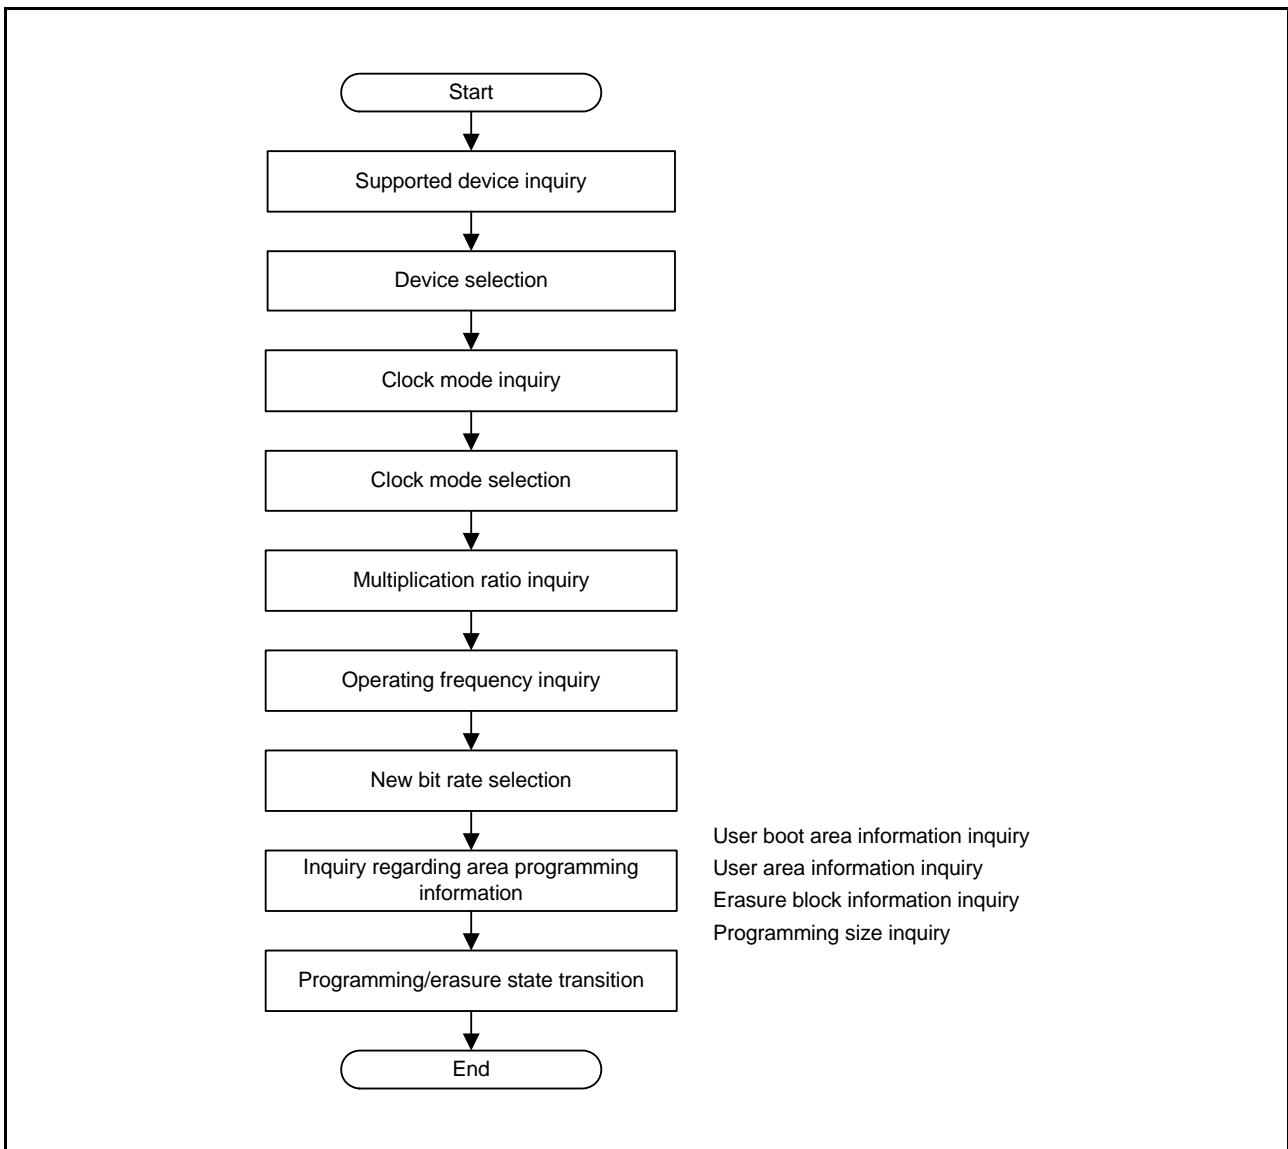 Start
Supported device inquiry
Device selection
Clock mode inquiry
Clock mode selection
Multiplication ratio inquiry
Operating frequency inquiry
New bit rate selection
Inquiry regarding area programming
information
User boot area information inquiry
User area information inquiry
Erasure block information inquiry
Programming size inquiry
Programming/erasure state transition
End